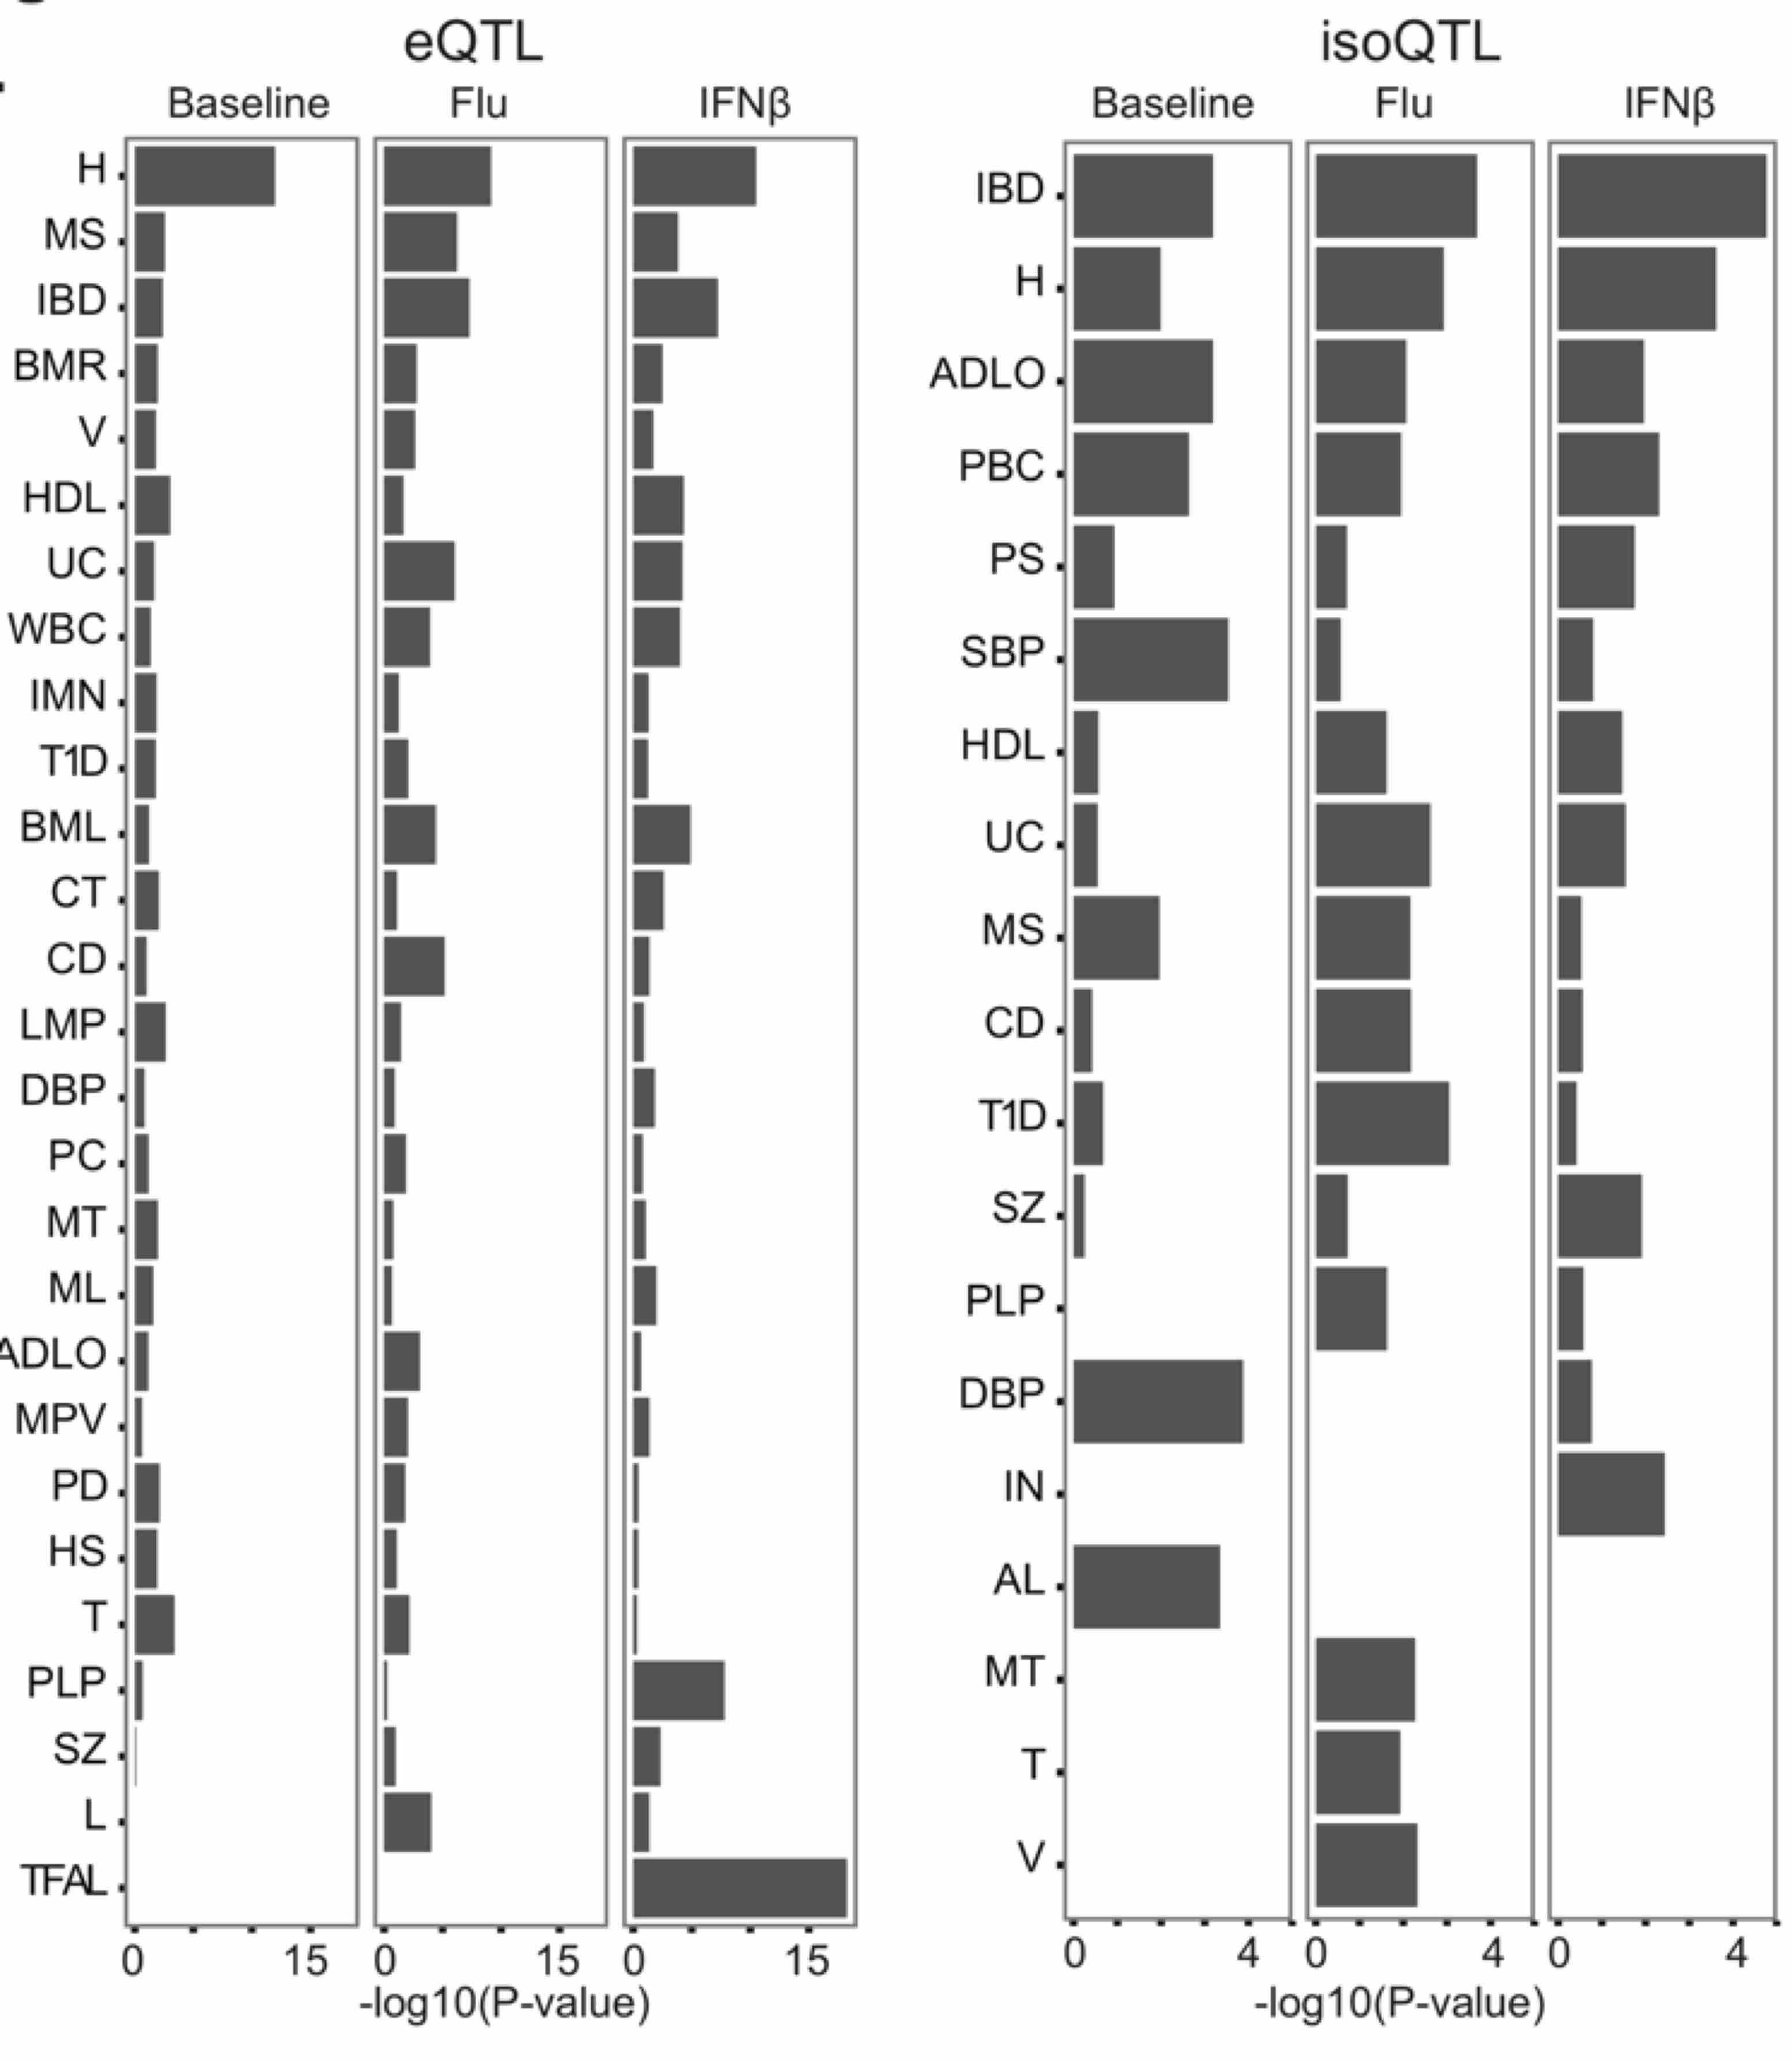 eQTL
Baseline Flu IFNβ
H
MS
IBD
BMR
V
HDL
UC
WBC
IMN
T1D
BML
CT
CD
LMP
DBP
PC
MT
ML
ADLO
MPV
PD
HS
T
PLP
SZ
L
TFAL
0 15 0 15 0 15
-log10(P-value)
isoQTL
Baseline Flu IFNβ
IBD
H
ADLO
PBC
PS
SBP
HDL
UC
MS
CD
T1D
SZ
PLP
DBP
IN
AL
MT
T
V
0 4 0 4 0 4
-log10(P-value)